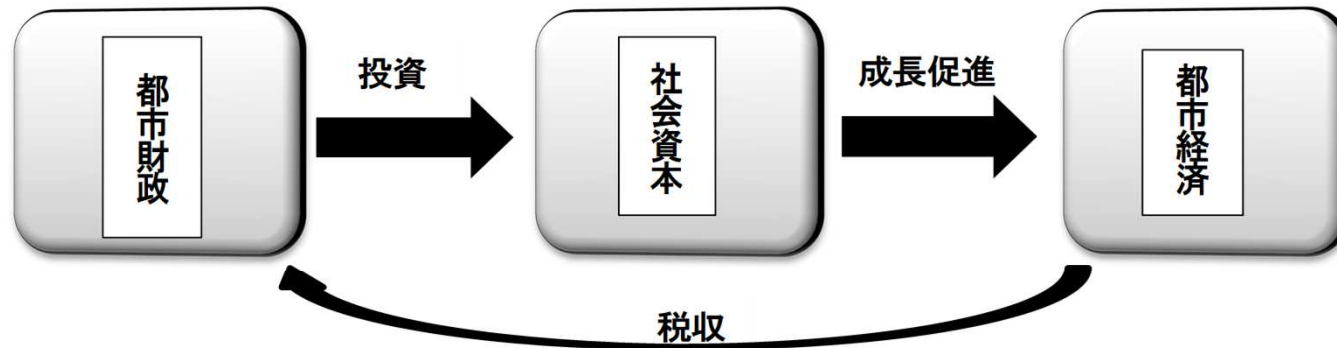 都市財政
投資
社会資本
成長促進
都市経済
税収